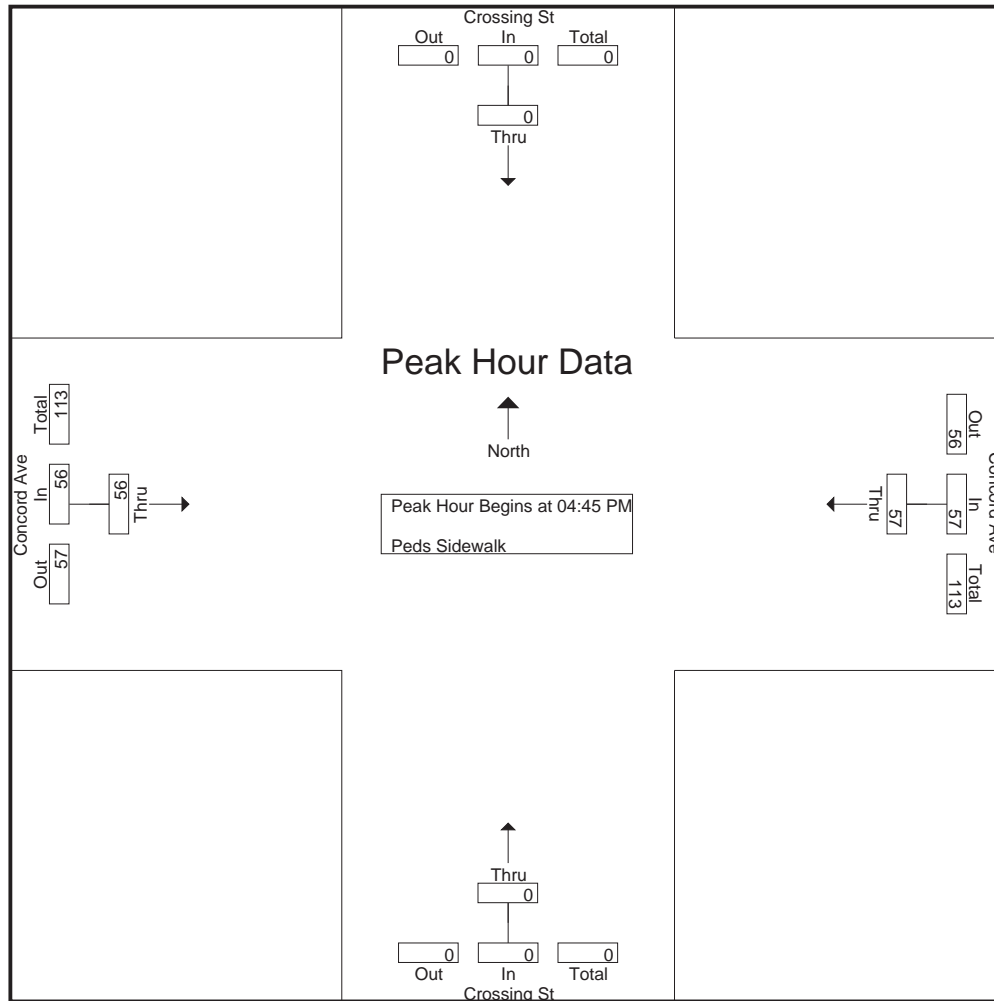 Crossing St
Out In Total
0 0 0
0
Thru
Peak Hour Data
North
Peak Hour Begins at 04:45 PM
Peds Sidewalk
Concord Ave
Out In Total
57 56 113
56
Thru
Concord Ave
Out In Total
56 57 113
57
Thru
Thru
0
0 0 0
Out In Total
Crossing St